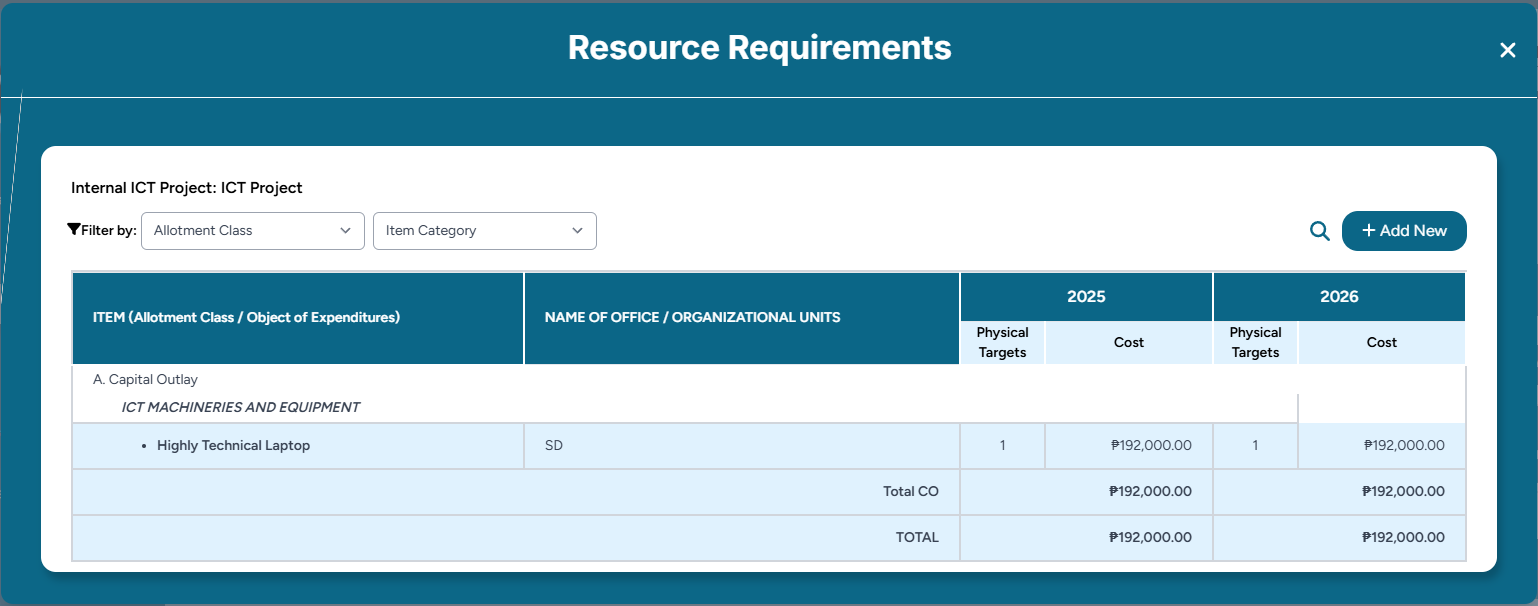 Resource Requirements
Internal ICT Project: ICT Project
Filter by: Allotment Class Item Category + Add New
ITEM (Allotment Class / Object of Expenditures) NAME OF OFFICE / ORGANIZATIONAL UNITS 2025 2026
Physical Targets Cost Physical Targets Cost
A. Capital Outlay
ICT MACHINERIES AND EQUIPMENT
• Highly Technical Laptop SD 1 ₱192,000.00 1 ₱192,000.00
Total CO ₱192,000.00 ₱192,000.00
TOTAL ₱192,000.00 ₱192,000.00